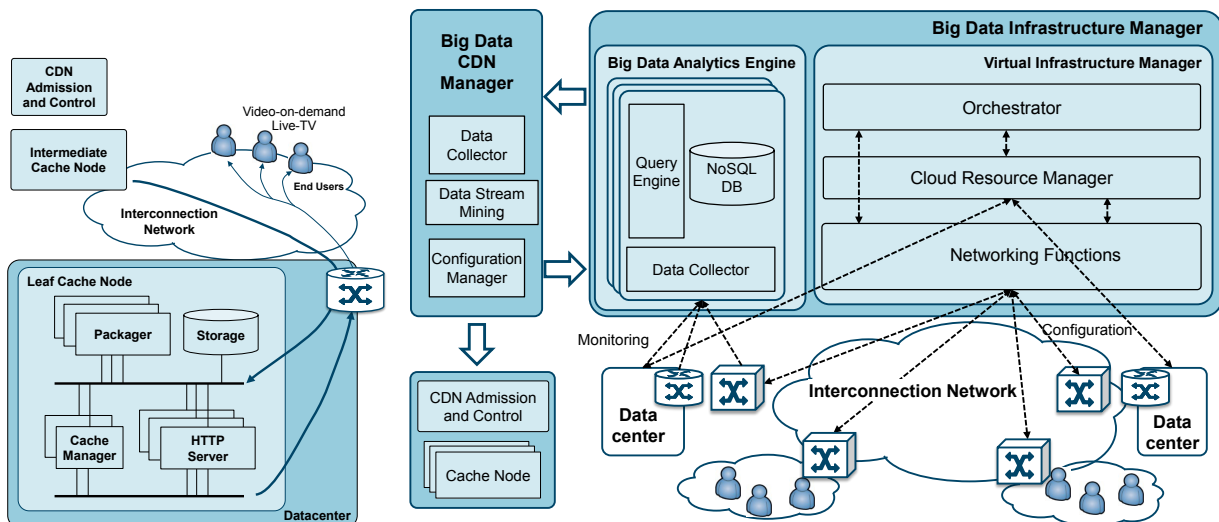 CDN
Admission
and Control
Intermediate
Cache Node
Video-on-demand
Live-TV
End Users
Interconnection
Network
Leaf Cache Node
Packager
Storage
Cache
Manager
HTTP
Server
Datacenter
Big Data
CDN
Manager
Data
Collector
Data Stream
Mining
Configuration
Manager
CDN Admission
and Control
Cache Node
Big Data Infrastructure Manager
Big Data Analytics Engine
Query
Engine
NoSQL
DB
Data Collector
Virtual Infrastructure Manager
Orchestrator
Cloud Resource Manager
Networking Functions
Monitoring
Configuration
Data
center
Interconnection Network
Data
center